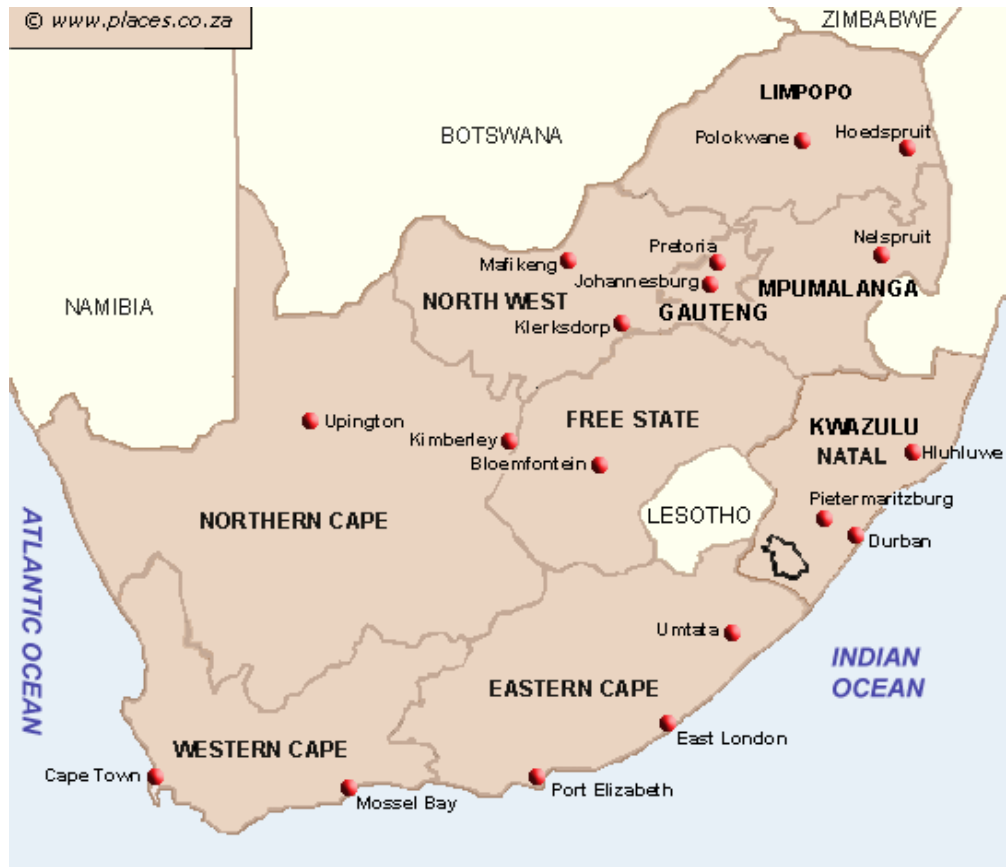 © www.places.co.za
ZIMBABWE
LIMPOPO
BOTSWANA
Polokwane
Hoedspruit
Pretoria
Nelspruit
Mafikeng
Johannesburg
MPUMALANGA
NAMIBIA
NORTH WEST
GAUTENG
Klerksdorp
Upington
FREE STATE
KWAZULU
NATAL
Kimberley
Bloemfontein
Hluhluwe
Pietermaritzburg
NORTHERN CAPE
LESOTHO
Durban
ATLANTIC OCEAN
Umtata
INDIAN
OCEAN
EASTERN CAPE
WESTERN CAPE
East London
Cape Town
Mossel Bay
Port Elizabeth